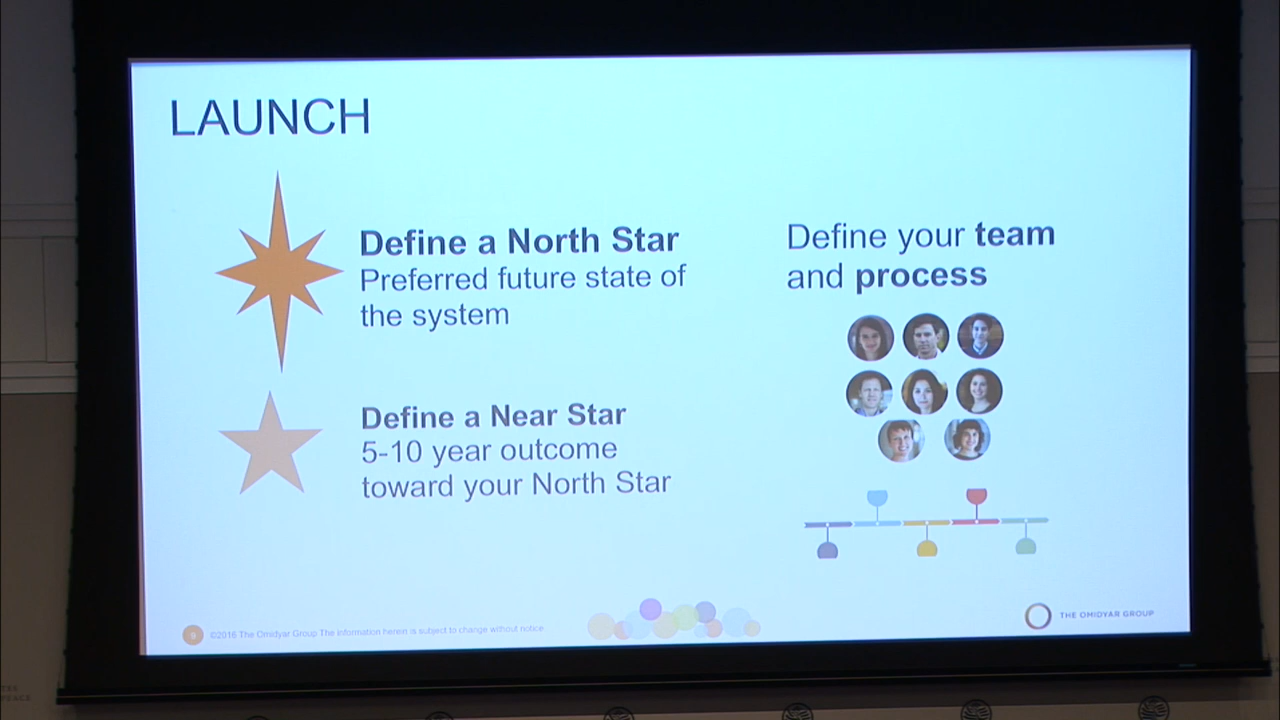 LAUNCH
Define a North Star
Preferred future state of
the system
Define a Near Star
5-10 year outcome
toward your North Star
Define your team
and process
9
©2016 The Omidyar Group The information herein is subject to change without notice.
THE OMIDYAR GROUP